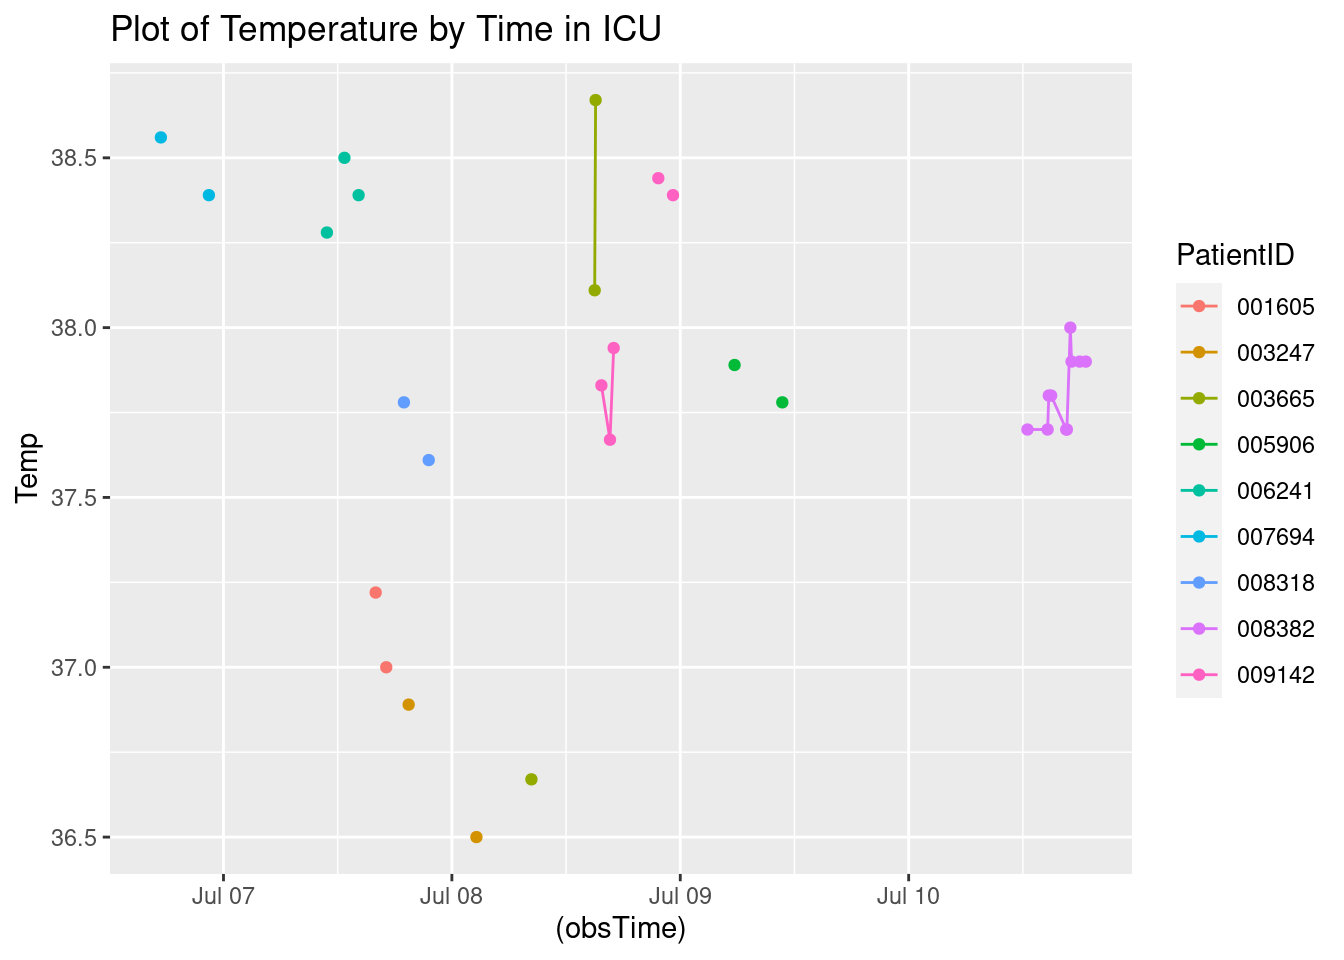 Plot of Temperature by Time in ICU
38.5
38.0
37.5
37.0
36.5
Temp
Jul 07
Jul 08
Jul 09
Jul 10
(obsTime)
PatientID
001605
003247
003665
005906
006241
007694
008318
008382
009142